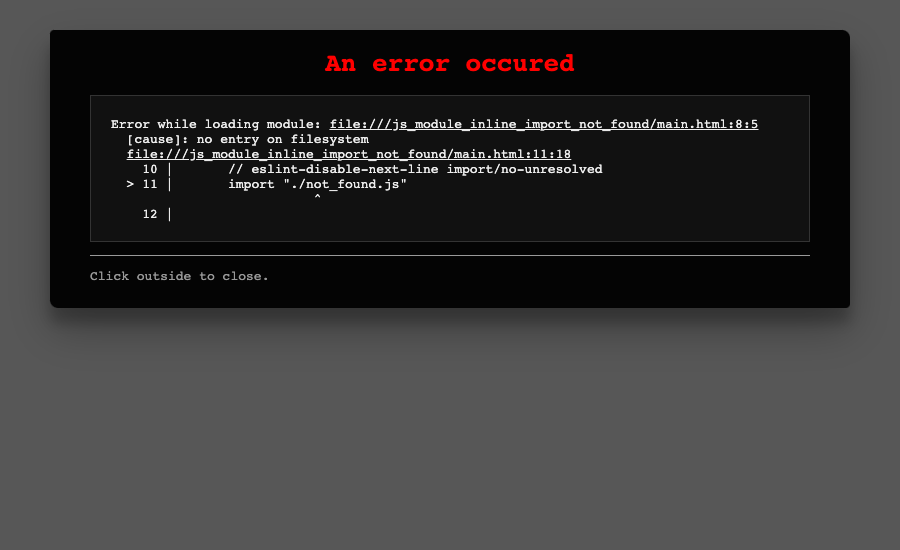 An error occured
Error while loading module: file:///js_module_inline_import_not_found/main.html:8:5
  [cause]: no entry on filesystem
  file:///js_module_inline_import_not_found/main.html:11:18
    10 |       // eslint-disable-next-line import/no-unresolved
  > 11 |       import "./not_found.js"
                          ^
    12 |
Click outside to close.